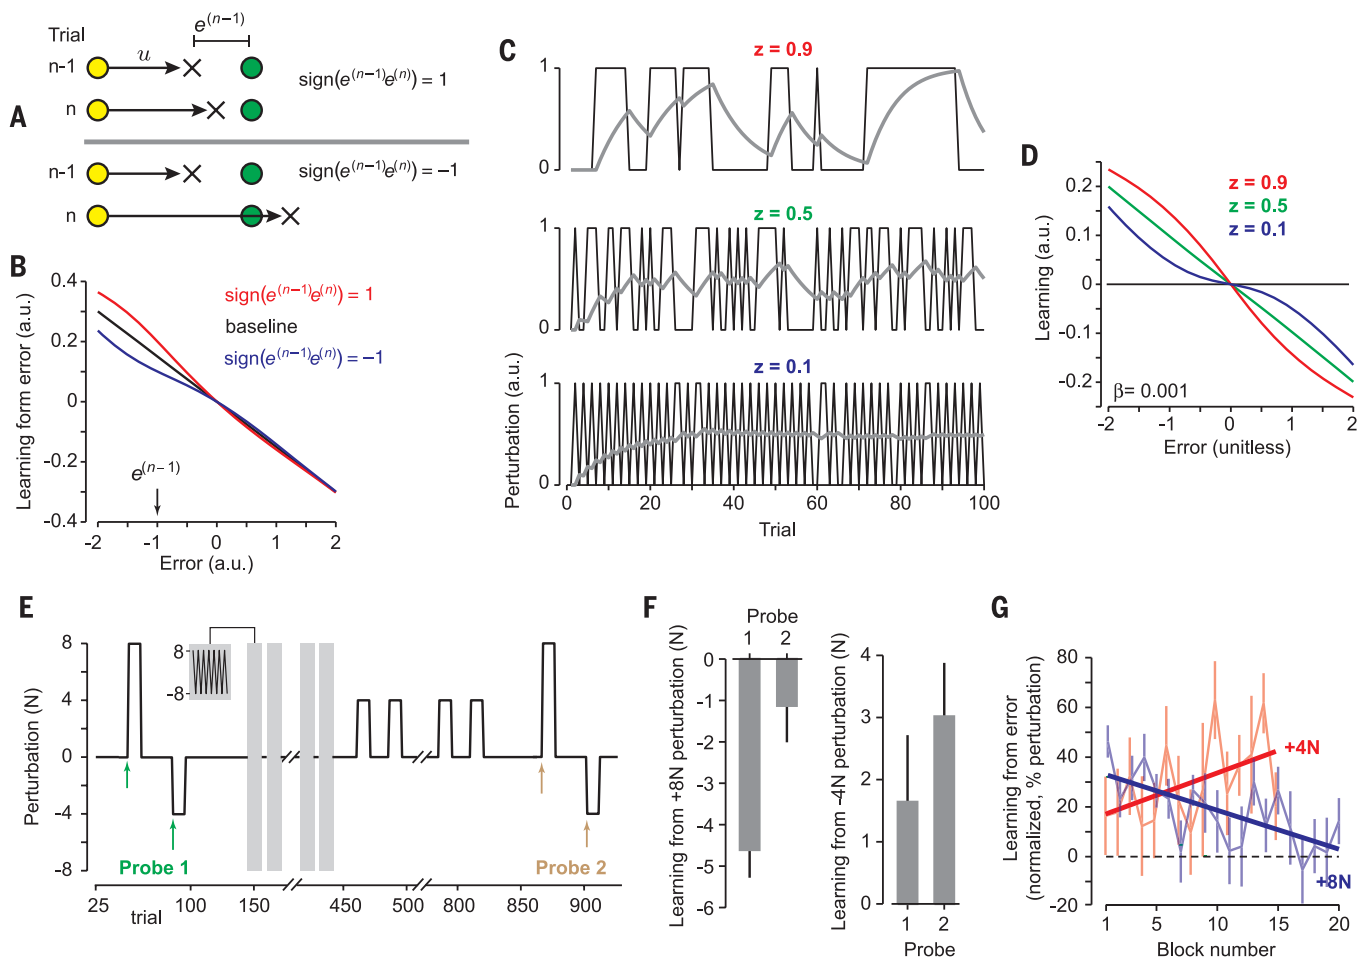 A
Trial
n-1
u
e^(n−1)
sign(e^(n−1)e^(n)) = 1
n
n-1
sign(e^(n−1)e^(n)) = −1
n
B
Learning form error (a.u.)
0.4
0.2
0
-0.2
-0.4
sign(e^(n−1)e^(n)) = 1
baseline
sign(e^(n−1)e^(n)) = −1
e^(n−1)
-2 -1 0 1 2
Error (a.u.)
C
z = 0.9
1
0
z = 0.5
1
0
z = 0.1
1
0
Perturbation (a.u.)
0 20 40 60 80 100
Trial
D
Learning (a.u.)
0.2
0.1
0
-0.1
-0.2
z = 0.9
z = 0.5
z = 0.1
β= 0.001
-2 -1 0 1 2
Error (unitless)
E
Perturbation (N)
8
4
0
-4
-8
8
-8
Probe 1
Probe 2
25 100 150 450 500 800 850 900
trial
F
Probe
1 2
Learning from +8N perturbation (N)
0
-1
-2
-3
-4
-5
-6
Learning from -4N perturbation (N)
4
3
2
1
0
1 2
Probe
G
Learning from error
(normalized, % perturbation)
80
60
40
20
0
-20
+4N
+8N
1 5 10 15 20
Block number